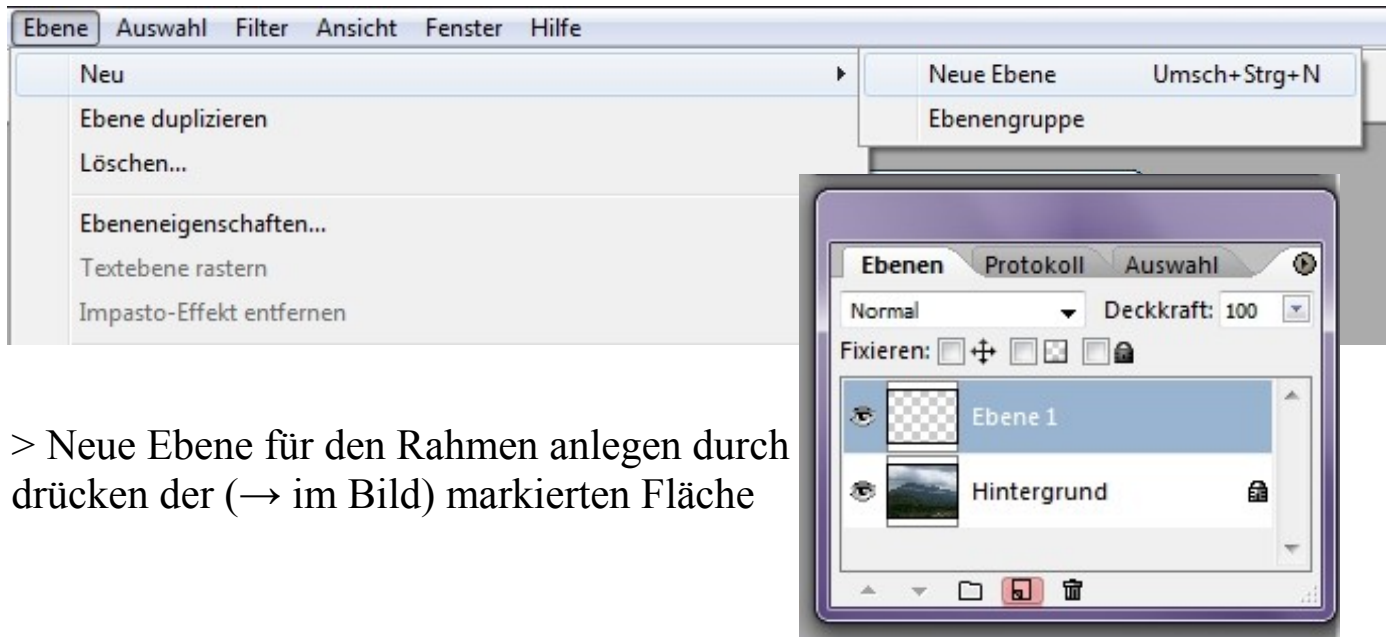 Ebene Auswahl Filter Ansicht Fenster Hilfe
Neu
Neue Ebene Umsch+Strg+N
Ebene duplizieren
Ebenengruppe
Löschen...
Ebeneneigenschaften...
Textebene rastern
Impasto-Effekt entfernen
Ebenen Protokoll Auswahl
Normal Deckkraft: 100
Fixieren:
Ebene 1
Hintergrund
> Neue Ebene für den Rahmen anlegen durch
drücken der (→ im Bild) markierten Fläche